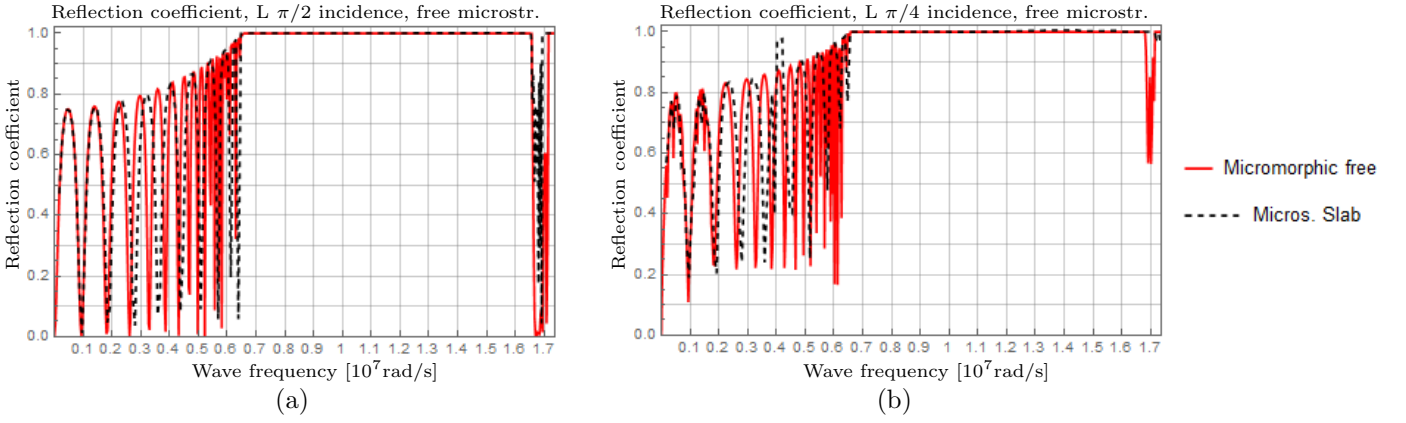 Reflection coefficient, L π/2 incidence, free microstr.
1.0
0.8
0.6
0.4
0.2
0.0
Reflection coefficient
0.1 0.2 0.3 0.4 0.5 0.6 0.7 0.8 0.9 1 1.1 1.2 1.3 1.4 1.5 1.6 1.7
Wave frequency [10⁷rad/s]
(a)
Reflection coefficient, L π/4 incidence, free microstr.
1.0
0.8
0.6
0.4
0.2
0.0
Reflection coefficient
0.1 0.2 0.3 0.4 0.5 0.6 0.7 0.8 0.9 1 1.1 1.2 1.3 1.4 1.5 1.6 1.7
Wave frequency [10⁷rad/s]
(b)
Micromorphic free
Micros. Slab